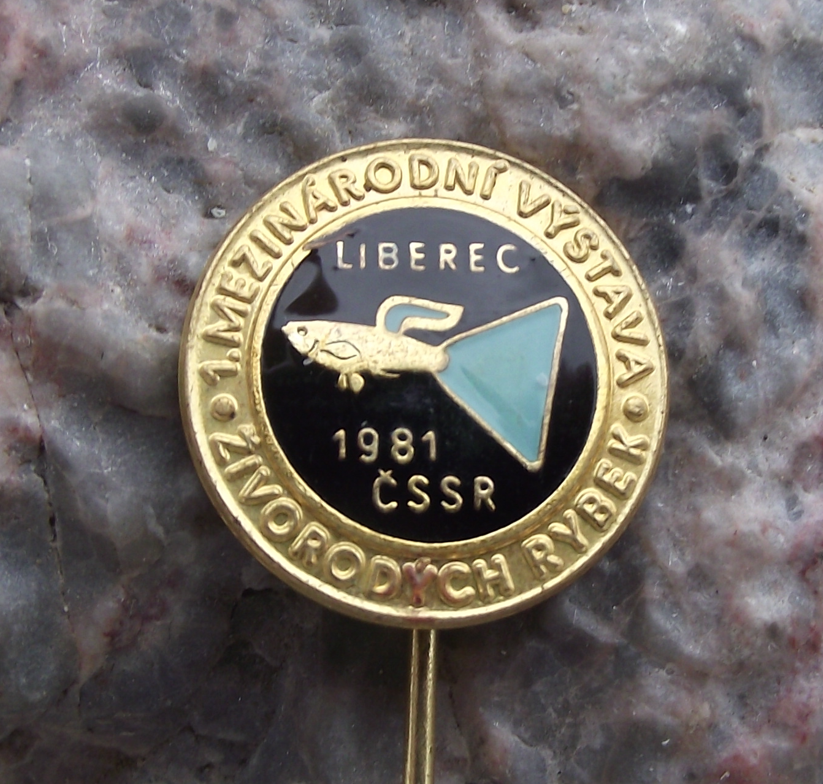 1. MEZINÁRODNÍ VÝSTAVA
LIBEREC
1981
ČSSR
ŽIVORODÝCH RYBEK